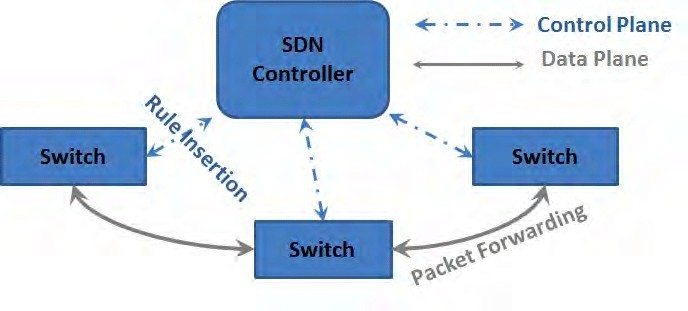 SDN
Controller
Control Plane
Data Plane
Rule Insertion
Switch
Switch
Switch
Packet Forwarding